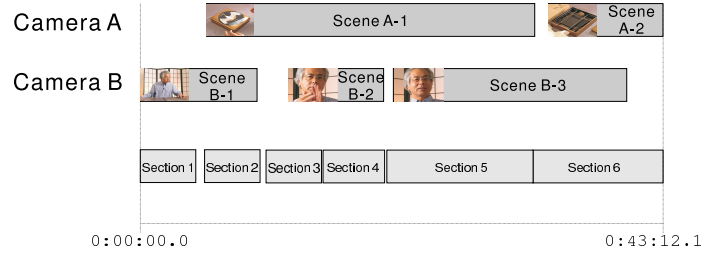 Camera A
Scene A-1
Scene
A-2
Camera B
Scene
B-1
Scene
B-2
Scene B-3
Section 1
Section 2
Section 3
Section 4
Section 5
Section 6
0:00:00.0
0:43:12.1